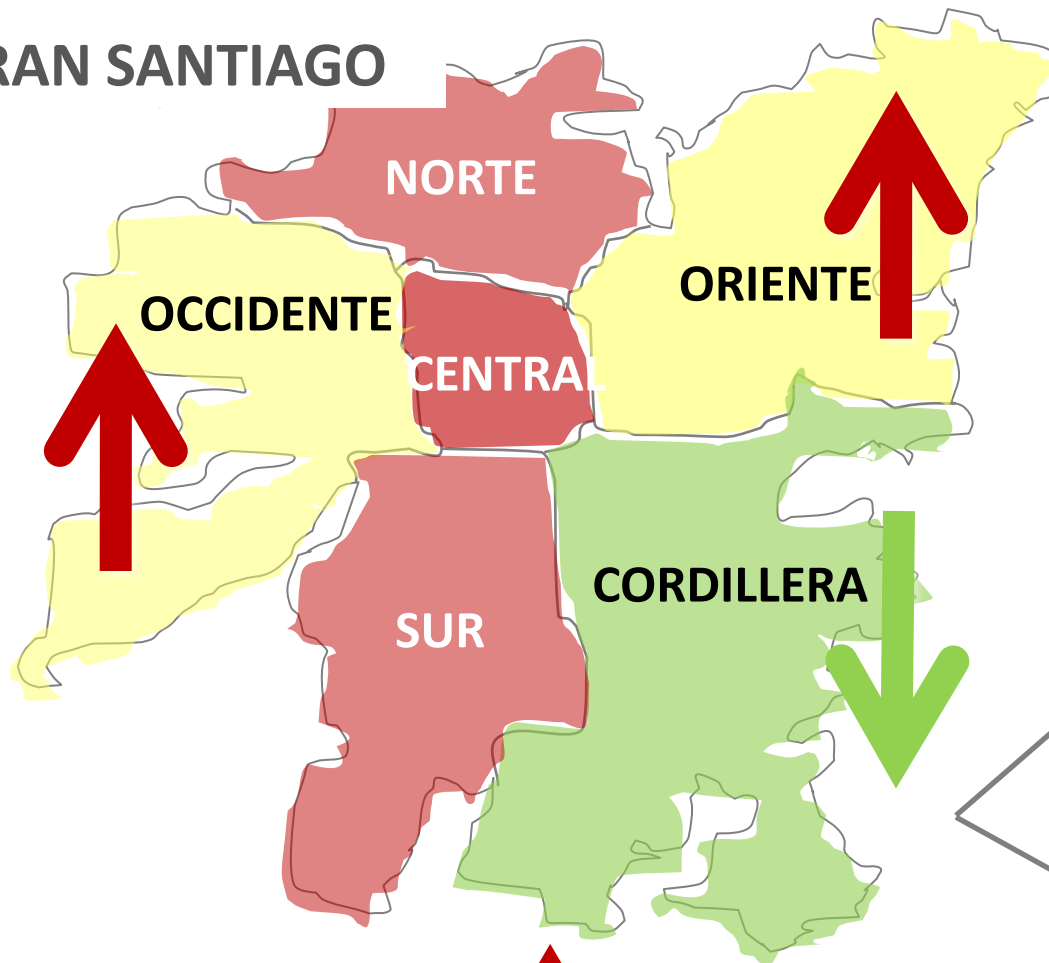 RAN SANTIAGO
NORTE
ORIENTE
OCCIDENTE
CENTRAL
CORDILLERA
SUR